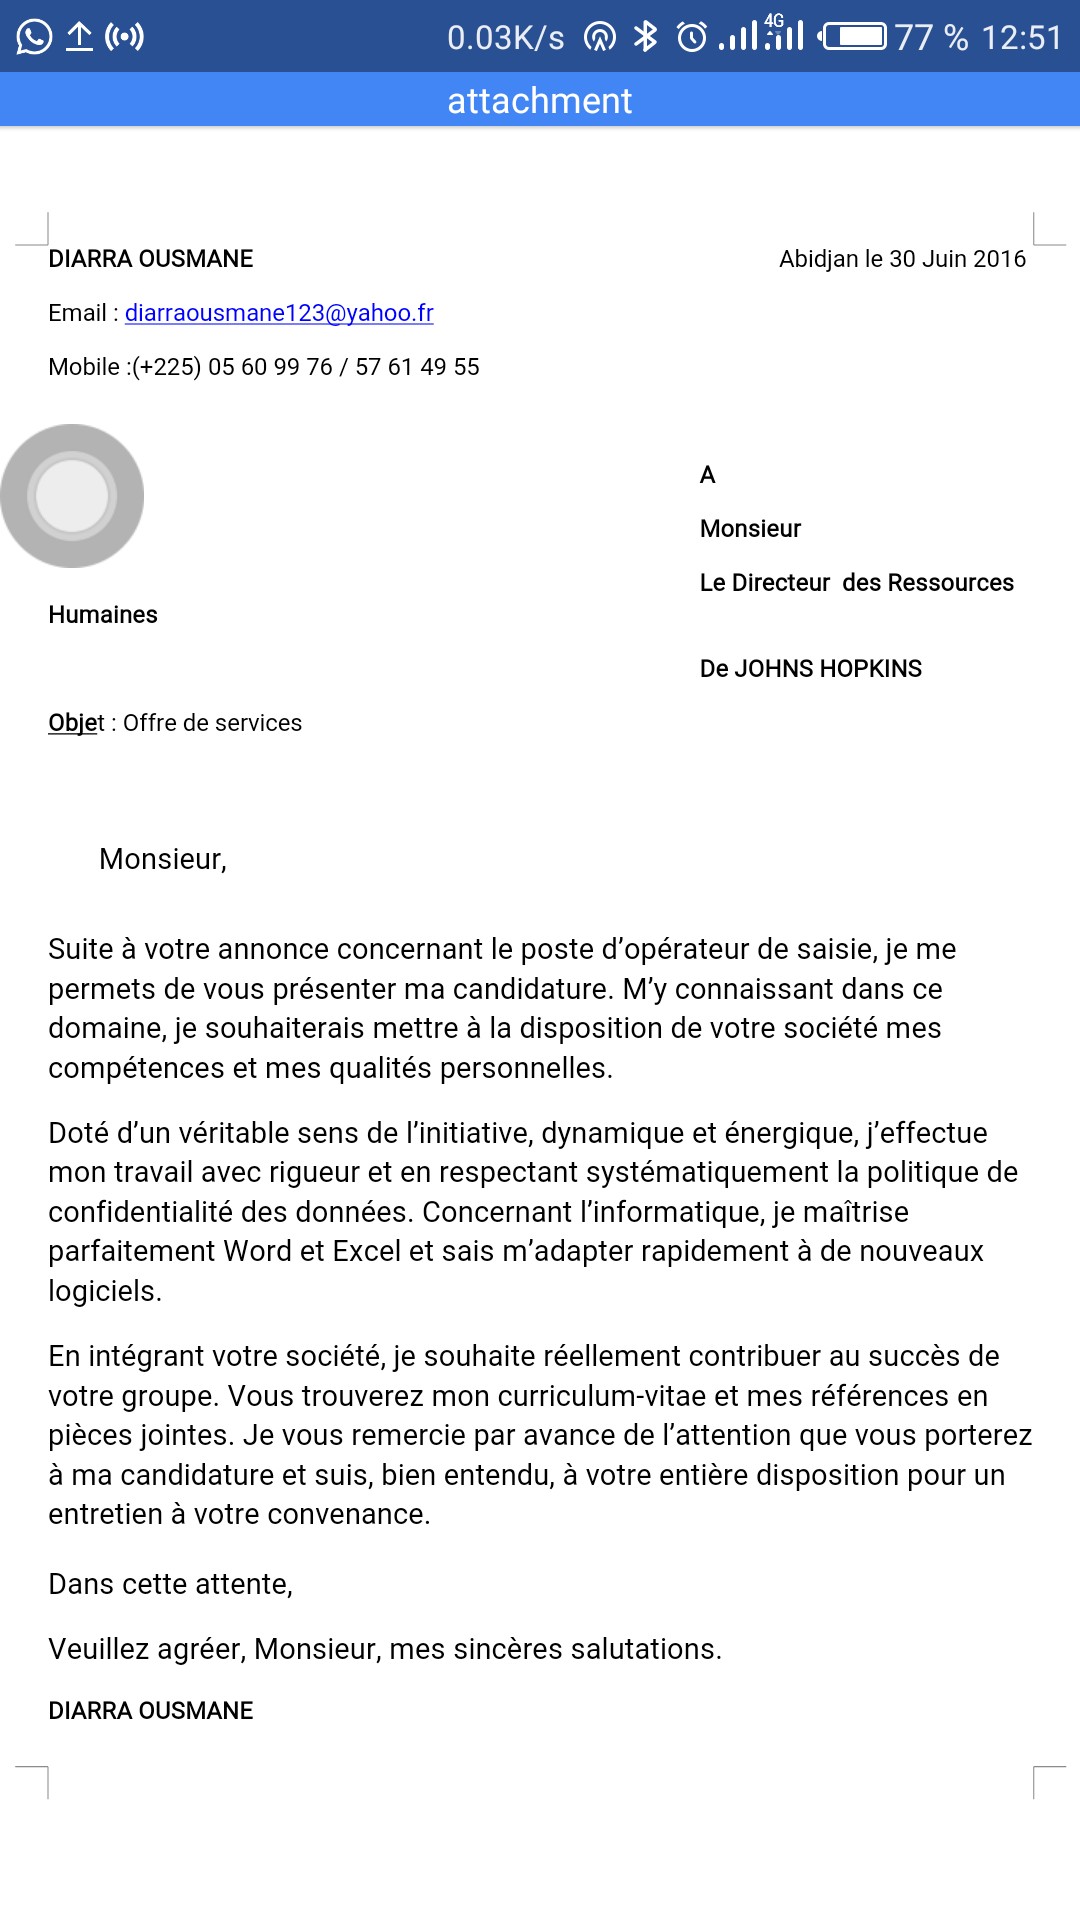 0.03K/s 4G 77 % 12:51
attachment
DIARRA OUSMANE Abidjan le 30 Juin 2016
Email : diarraousmane123@yahoo.fr
Mobile :(+225) 05 60 99 76 / 57 61 49 55
A
Monsieur
Le Directeur  des Ressources
Humaines
De JOHNS HOPKINS
Objet : Offre de services
Monsieur,
Suite à votre annonce concernant le poste d’opérateur de saisie, je me
permets de vous présenter ma candidature. M’y connaissant dans ce
domaine, je souhaiterais mettre à la disposition de votre société mes
compétences et mes qualités personnelles.
Doté d’un véritable sens de l’initiative, dynamique et énergique, j’effectue
mon travail avec rigueur et en respectant systématiquement la politique de
confidentialité des données. Concernant l’informatique, je maîtrise
parfaitement Word et Excel et sais m’adapter rapidement à de nouveaux
logiciels.
En intégrant votre société, je souhaite réellement contribuer au succès de
votre groupe. Vous trouverez mon curriculum-vitae et mes références en
pièces jointes. Je vous remercie par avance de l’attention que vous porterez
à ma candidature et suis, bien entendu, à votre entière disposition pour un
entretien à votre convenance.
Dans cette attente,
Veuillez agréer, Monsieur, mes sincères salutations.
DIARRA OUSMANE